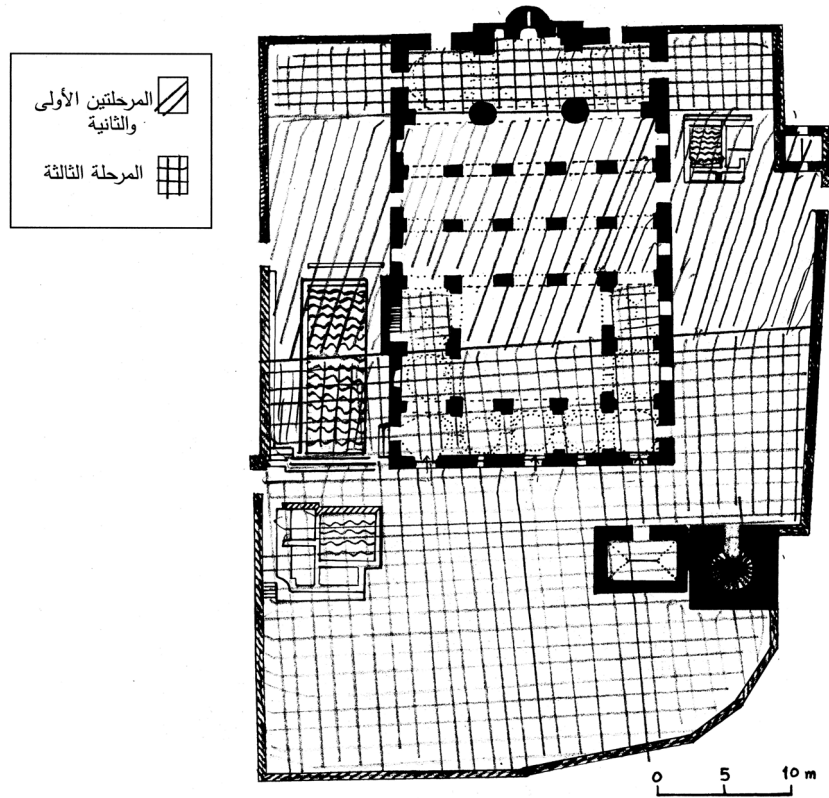 المرحلتين الأولى
والثانية
المرحلة الثالثة
0 5 10 m